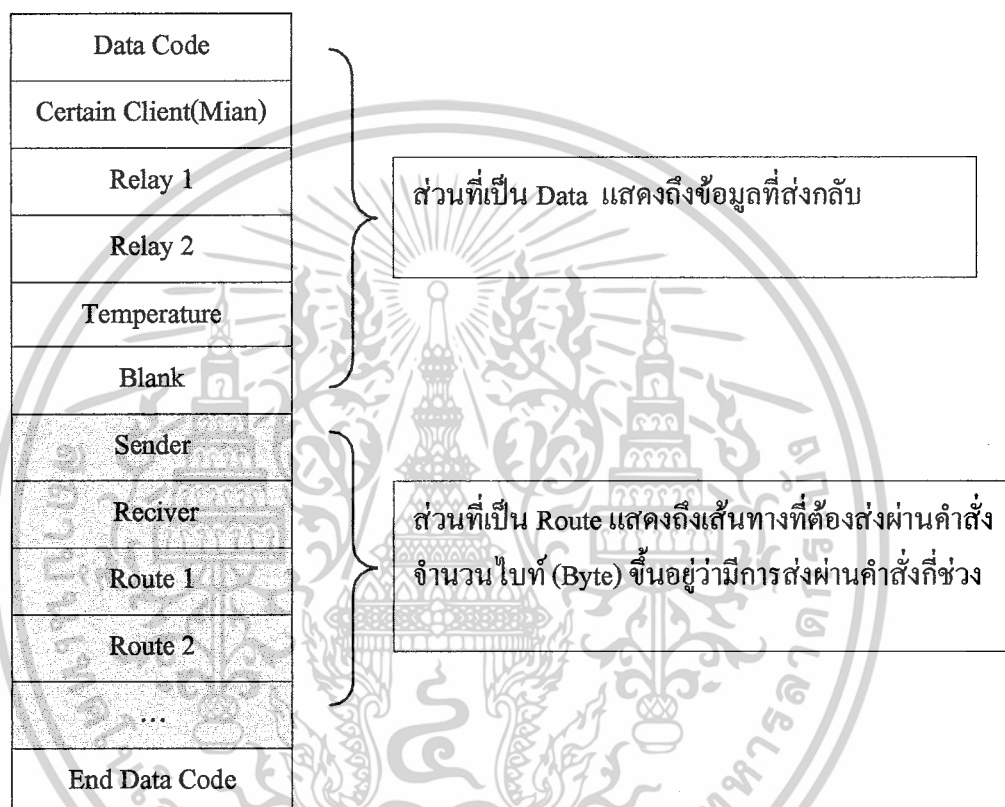 Data Code
Certain Client(Mian)
Relay 1
Relay 2
Temperature
Blank
Sender
Reciver
Route 1
Route 2
...
End Data Code
ส่วนที่เป็น Data แสดงถึงข้อมูลที่ส่งกลับ
ส่วนที่เป็น Route แสดงถึงเส้นทางที่ต้องส่งผ่านคำสั่ง
จำนวนไบท์ (Byte) ขึ้นอยู่ว่ามีการส่งผ่านคำสั่งกี่ช่วง